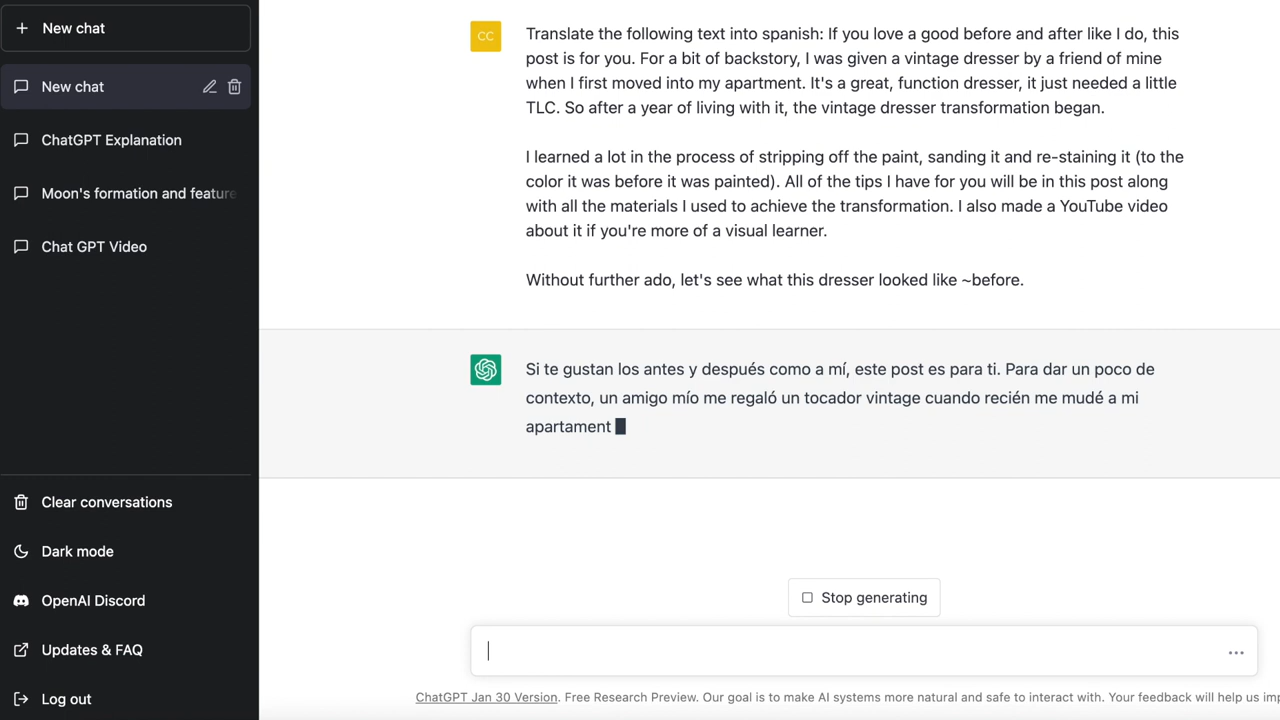 New chat
New chat
ChatGPT Explanation
Moon's formation and feature
Chat GPT Video
Clear conversations
Dark mode
OpenAI Discord
Updates & FAQ
Log out
CC
Translate the following text into spanish: If you love a good before and after like I do, this
post is for you. For a bit of backstory, I was given a vintage dresser by a friend of mine
when I first moved into my apartment. It's a great, function dresser, it just needed a little
TLC. So after a year of living with it, the vintage dresser transformation began.
I learned a lot in the process of stripping off the paint, sanding it and re-staining it (to the
color it was before it was painted). All of the tips I have for you will be in this post along
with all the materials I used to achieve the transformation. I also made a YouTube video
about it if you're more of a visual learner.
Without further ado, let's see what this dresser looked like ~before.
Si te gustan los antes y después como a mí, este post es para ti. Para dar un poco de
contexto, un amigo mío me regaló un tocador vintage cuando recién me mudé a mi
apartament
Stop generating
ChatGPT Jan 30 Version. Free Research Preview. Our goal is to make AI systems more natural and safe to interact with. Your feedback will help us imp